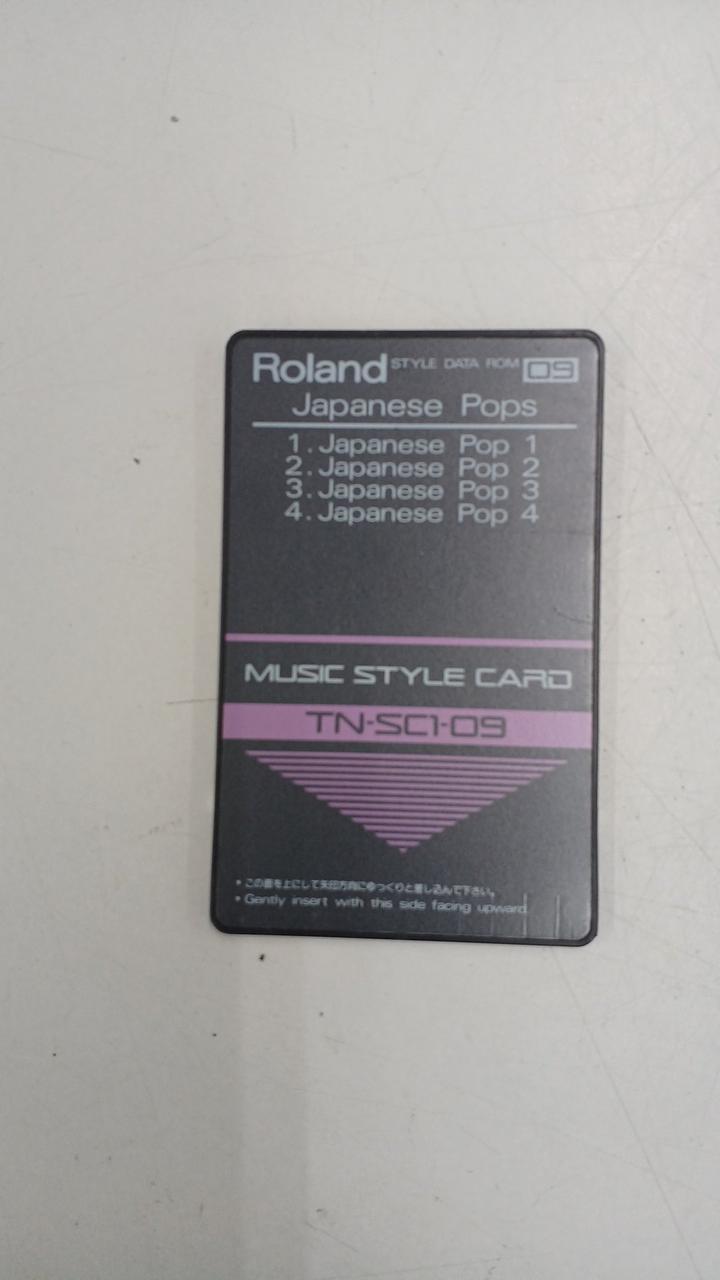 Roland STYLE DATA ROM 09
Japanese Pops
1. Japanese Pop 1
2. Japanese Pop 2
3. Japanese Pop 3
4. Japanese Pop 4
MUSIC STYLE CARD
TN-SC1-09
• この面を上にして矢印方向にゆっくりと差し込んで下さい。
• Gently insert with this side facing upward.